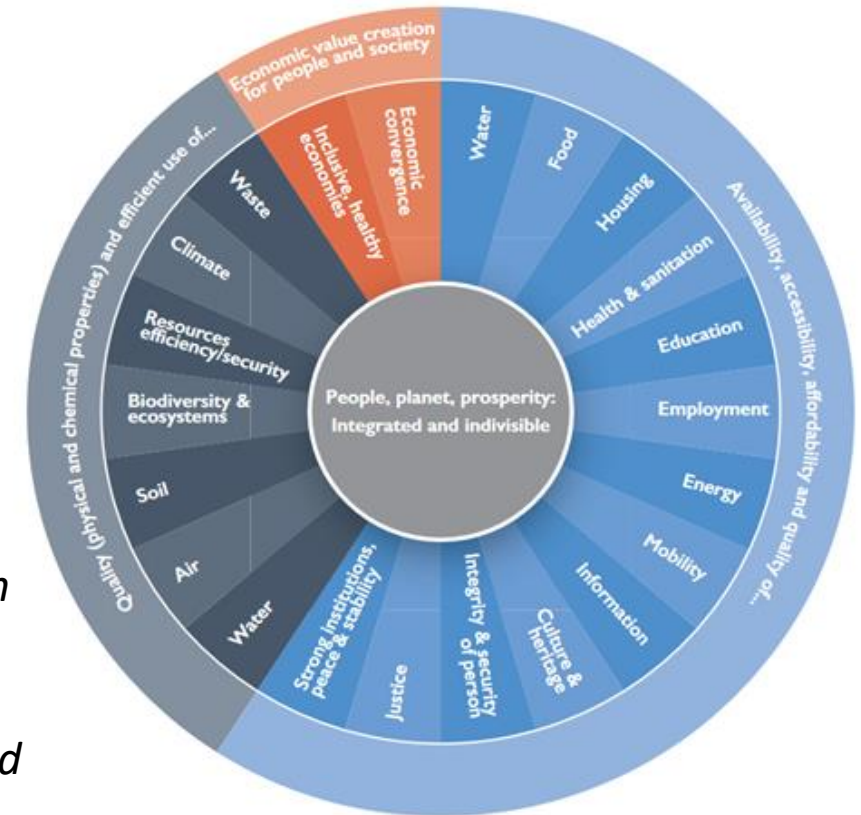 Economic value creation
for people and society
Availability, accessibility, affordability and quality of...
Water
Food
Housing
Health & sanitation
Education
Employment
Energy
Mobility
Information
Culture &
heritage
Integrity & security
of person
Justice
Strong institutions,
peace & stability
Quality (physical and chemical properties) and efficient use of...
Water
Air
Soil
Biodiversity &
ecosystems
Resources
efficiency/security
Climate
Waste
Inclusive, healthy
economies
Economic
convergence
People, planet, prosperity:
Integrated and indivisible